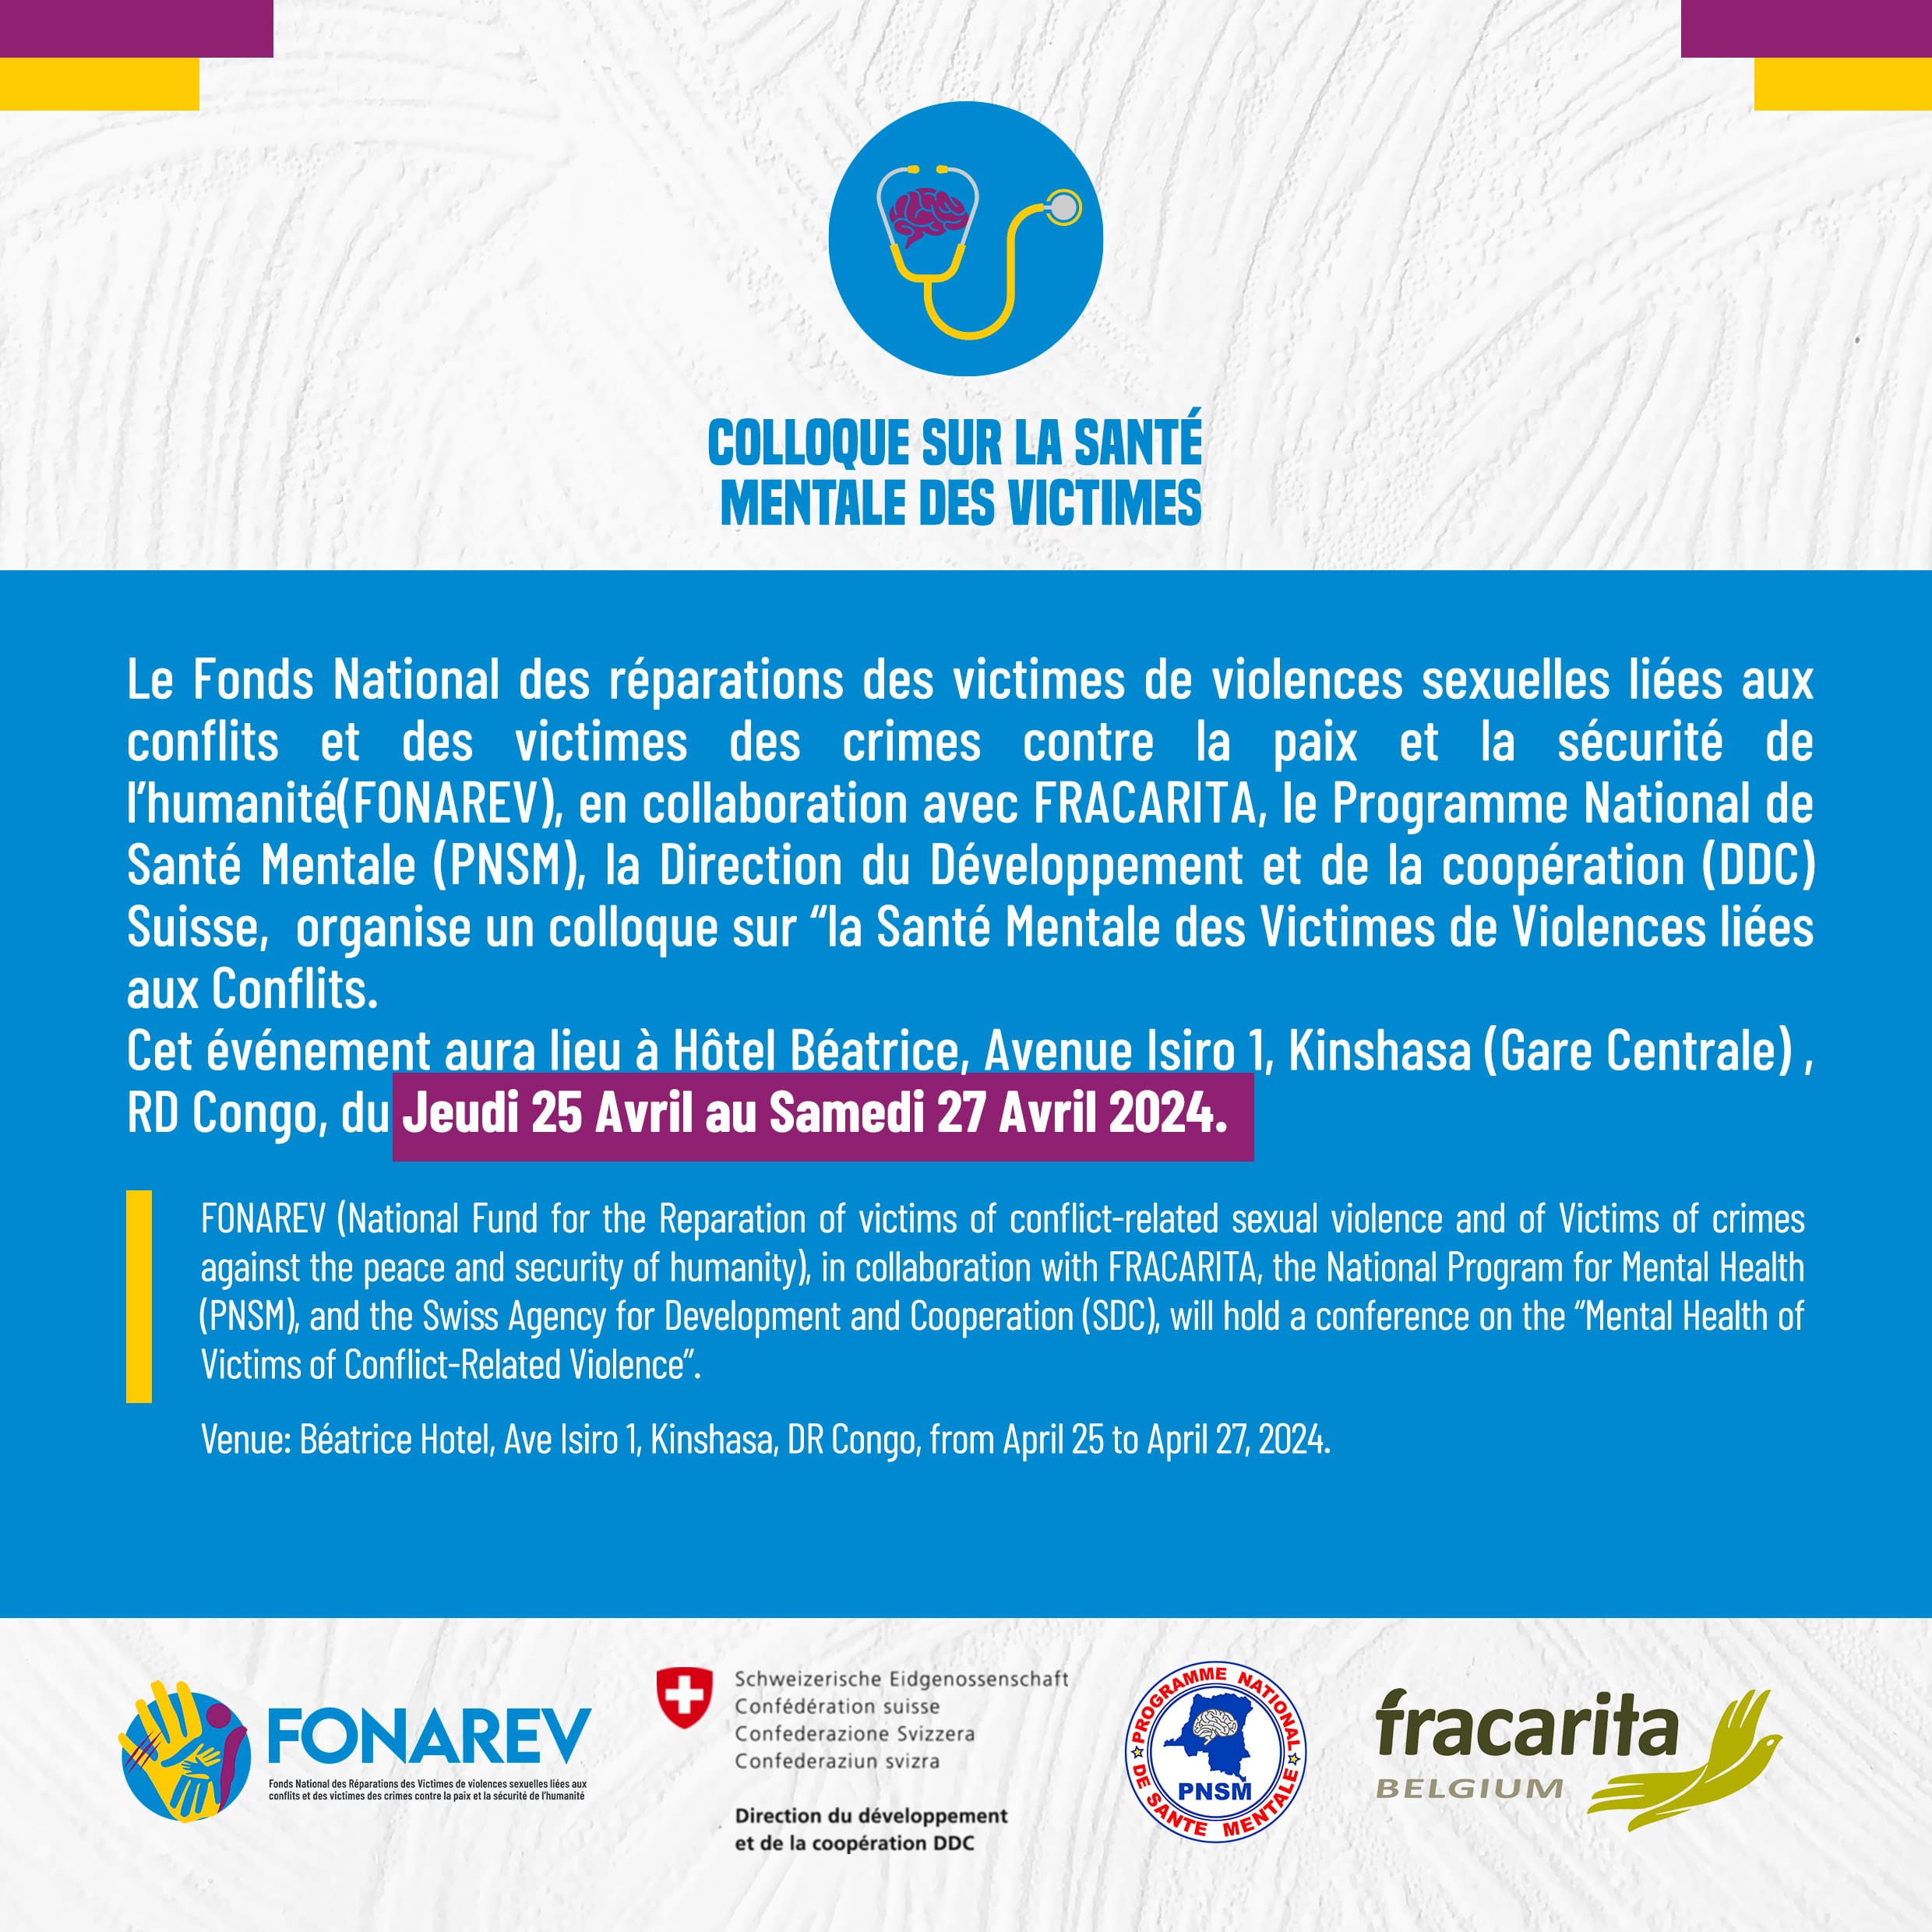 COLLOQUE SUR LA SANTÉ
MENTALE DES VICTIMES
Le Fonds National des réparations des victimes de violences sexuelles liées aux
conflits et des victimes des crimes contre la paix et la sécurité de
l’humanité(FONAREV), en collaboration avec FRACARITA, le Programme National de
Santé Mentale (PNSM), la Direction du Développement et de la coopération (DDC)
Suisse, organise un colloque sur “la Santé Mentale des Victimes de Violences liées
aux Conflits.
Cet événement aura lieu à Hôtel Béatrice, Avenue Isiro 1, Kinshasa (Gare Centrale) ,
RD Congo, du Jeudi 25 Avril au Samedi 27 Avril 2024.
FONAREV (National Fund for the Reparation of victims of conflict-related sexual violence and of Victims of crimes
against the peace and security of humanity), in collaboration with FRACARITA, the National Program for Mental Health
(PNSM), and the Swiss Agency for Development and Cooperation (SDC), will hold a conference on the “Mental Health of
Victims of Conflict-Related Violence”.
Venue: Béatrice Hotel, Ave Isiro 1, Kinshasa, DR Congo, from April 25 to April 27, 2024.
FONAREV
Fonds National des Réparations des Victimes de violences sexuelles liées aux
conflits et des victimes des crimes contre la paix et la sécurité de l’humanité
Schweizerische Eidgenossenschaft
Confédération suisse
Confederazione Svizzera
Confederaziun svizra
Direction du développement
et de la coopération DDC
PROGRAMME NATIONAL
DE SANTE MENTALE
PNSM
fracarita
BELGIUM